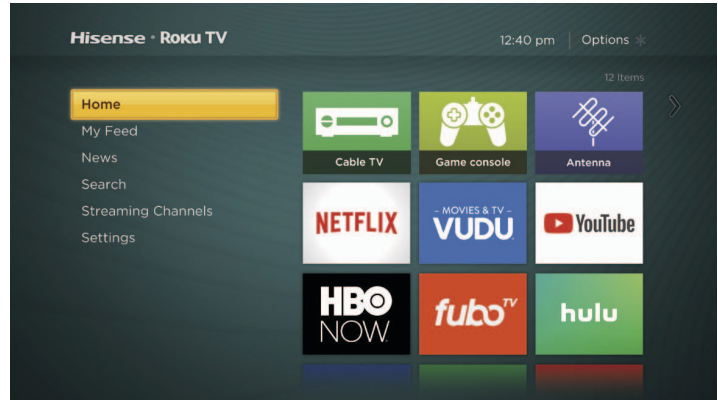 Hisense · Roku TV
12:40 pm | Options *
12 Items
Home
My Feed
News
Search
Streaming Channels
Settings
Cable TV
Game console
Antenna
NETFLIX
- MOVIES & TV -
VUDU
YouTube
HBO
NOW.
fuboTV
hulu